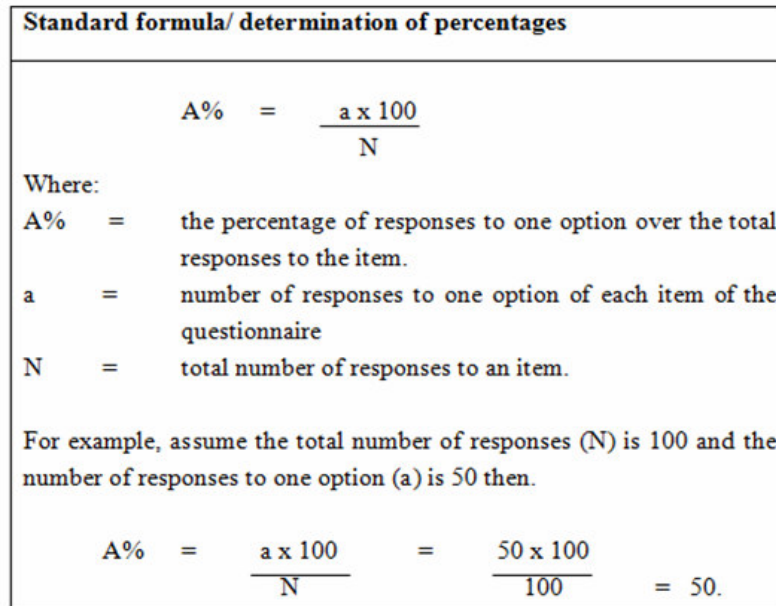 Standard formula/ determination of percentages
A% = a x 100
N
Where:
A% = the percentage of responses to one option over the total
responses to the item.
a = number of responses to one option of each item of the
questionnaire
N = total number of responses to an item.
For example, assume the total number of responses (N) is 100 and the
number of responses to one option (a) is 50 then.
A% = a x 100 = 50 x 100
N 100 = 50.